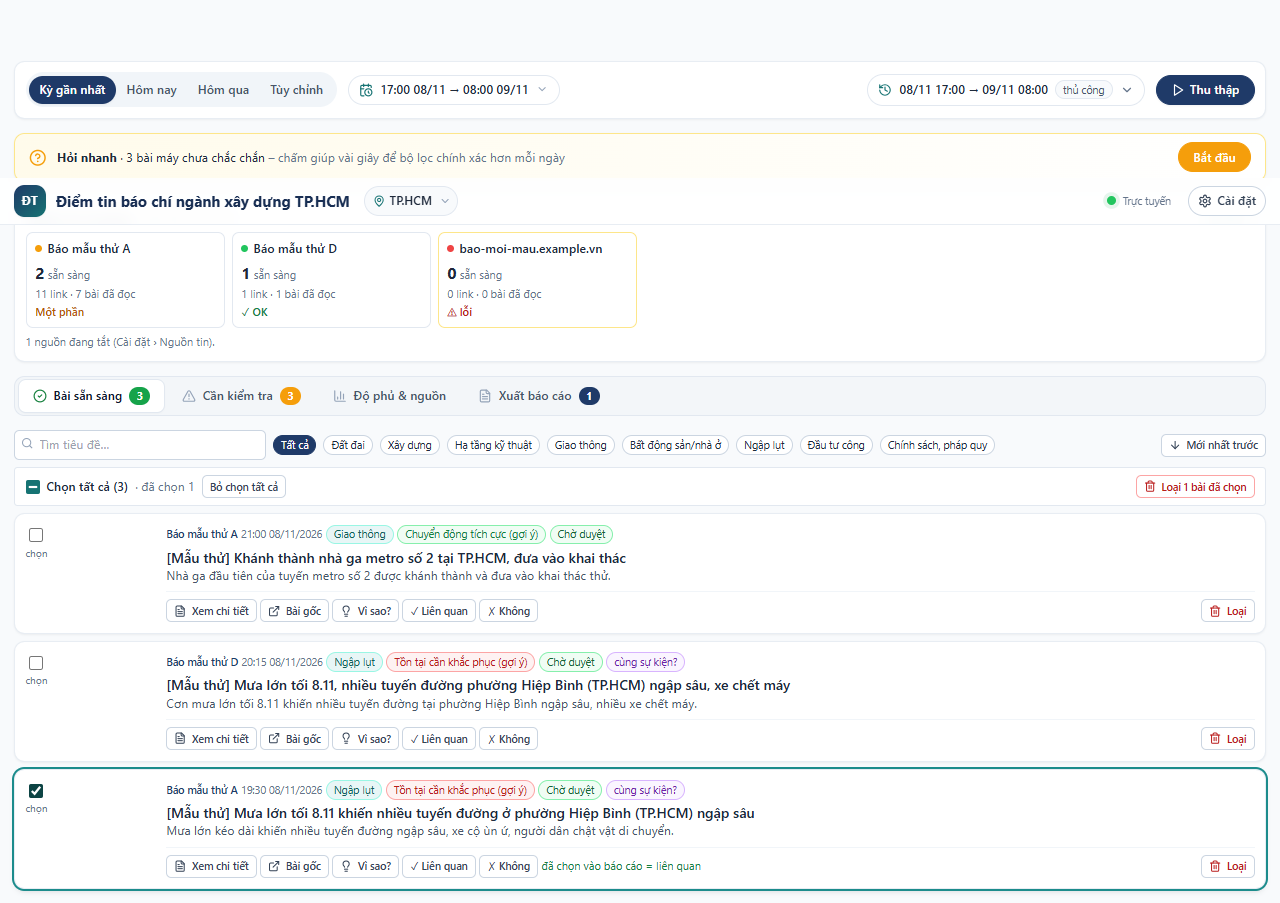 Kỳ gần nhất Hôm nay Hôm qua Tùy chỉnh 17:00 08/11 → 08:00 09/11 08/11 17:00 → 09/11 08:00 thủ công Thu thập
Hỏi nhanh · 3 bài máy chưa chắc chắn – chấm giúp vài giây để bộ lọc chính xác hơn mỗi ngày Bắt đầu
ĐT Điểm tin báo chí ngành xây dựng TP.HCM TP.HCM Trực tuyến Cài đặt
Báo mẫu thử A Báo mẫu thử D bao-moi-mau.example.vn
2 sẵn sàng 1 sẵn sàng 0 sẵn sàng
11 link · 7 bài đã đọc 1 link · 1 bài đã đọc 0 link · 0 bài đã đọc
Một phần ✓ OK ⚠ lỗi
1 nguồn đang tắt (Cài đặt › Nguồn tin).
Bài sẵn sàng 3 Cần kiểm tra 3 Độ phủ & nguồn Xuất báo cáo 1
Tìm tiêu đề... Tất cả Đất đai Xây dựng Hạ tầng kỹ thuật Giao thông Bất động sản/nhà ở Ngập lụt Đầu tư công Chính sách, pháp quy ↓ Mới nhất trước
Chọn tất cả (3) · đã chọn 1 Bỏ chọn tất cả Loại 1 bài đã chọn
Báo mẫu thử A 21:00 08/11/2026 Giao thông Chuyển động tích cực (gợi ý) Chờ duyệt
chọn
[Mẫu thử] Khánh thành nhà ga metro số 2 tại TP.HCM, đưa vào khai thác
Nhà ga đầu tiên của tuyến metro số 2 được khánh thành và đưa vào khai thác thử.
Xem chi tiết Bài gốc Vì sao? ✓ Liên quan ✗ Không Loại
Báo mẫu thử D 20:15 08/11/2026 Ngập lụt Tồn tại cần khắc phục (gợi ý) Chờ duyệt cùng sự kiện?
chọn
[Mẫu thử] Mưa lớn tối 8.11, nhiều tuyến đường phường Hiệp Bình (TP.HCM) ngập sâu, xe chết máy
Cơn mưa lớn tối 8.11 khiến nhiều tuyến đường tại phường Hiệp Bình ngập sâu, nhiều xe chết máy.
Xem chi tiết Bài gốc Vì sao? ✓ Liên quan ✗ Không Loại
Báo mẫu thử A 19:30 08/11/2026 Ngập lụt Tồn tại cần khắc phục (gợi ý) Chờ duyệt cùng sự kiện?
chọn
[Mẫu thử] Mưa lớn tối 8.11 khiến nhiều tuyến đường ở phường Hiệp Bình (TP.HCM) ngập sâu
Mưa lớn kéo dài khiến nhiều tuyến đường ngập sâu, xe cộ ùn ứ, người dân chật vật di chuyển.
Xem chi tiết Bài gốc Vì sao? ✓ Liên quan ✗ Không đã chọn vào báo cáo = liên quan Loại